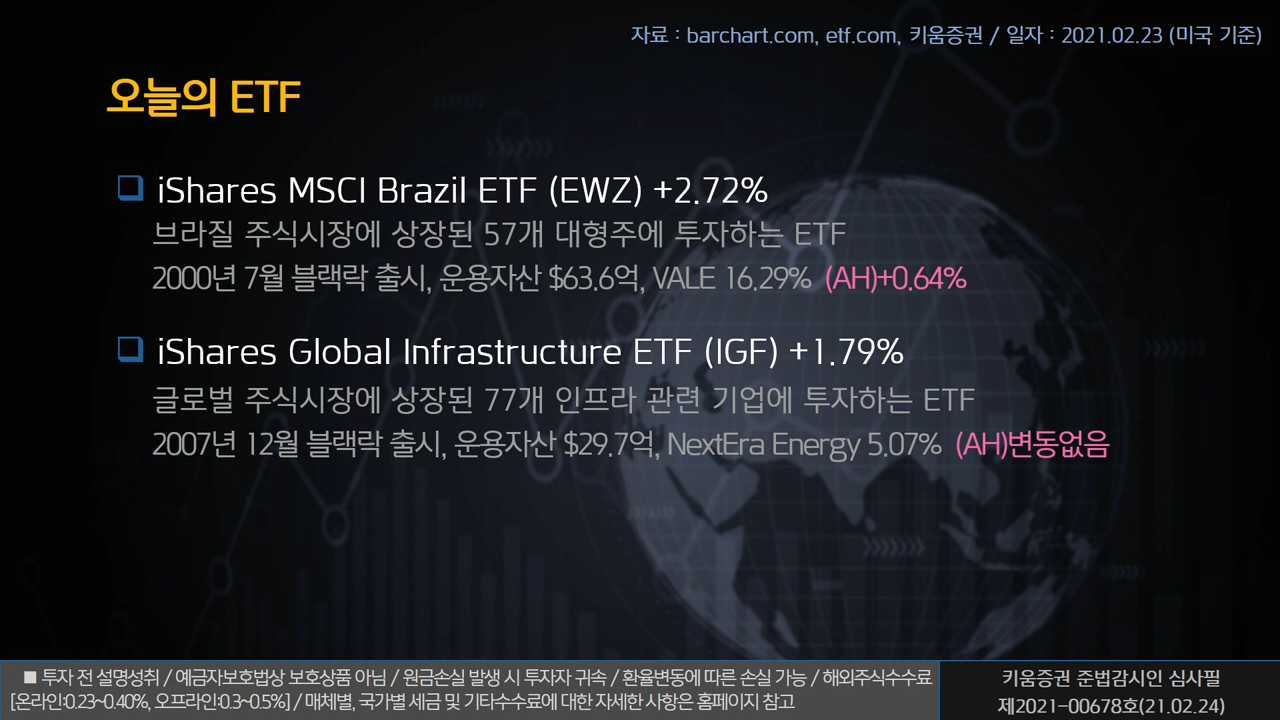 자료 : barchart.com, etf.com, 키움증권 / 일자 : 2021.02.23 (미국 기준)
오늘의 ETF
❑ iShares MSCI Brazil ETF (EWZ) +2.72%
브라질 주식시장에 상장된 57개 대형주에 투자하는 ETF
2000년 7월 블랙락 출시, 운용자산 $63.6억, VALE 16.29% (AH)+0.64%
❑ iShares Global Infrastructure ETF (IGF) +1.79%
글로벌 주식시장에 상장된 77개 인프라 관련 기업에 투자하는 ETF
2007년 12월 블랙락 출시, 운용자산 $29.7억, NextEra Energy 5.07% (AH)변동없음
■ 투자 전 설명성취 / 예금자보호법상 보호상품 아님 / 원금손실 발생 시 투자자 귀속 / 환율변동에 따른 손실 가능 / 해외주식수수료
[온라인:0.23~0.40%, 오프라인:0.3~0.5%] / 매체별, 국가별 세금 및 기타수수료에 대한 자세한 사항은 홈페이지 참고
키움증권 준법감시인 심사필
제2021-00678호(21.02.24)